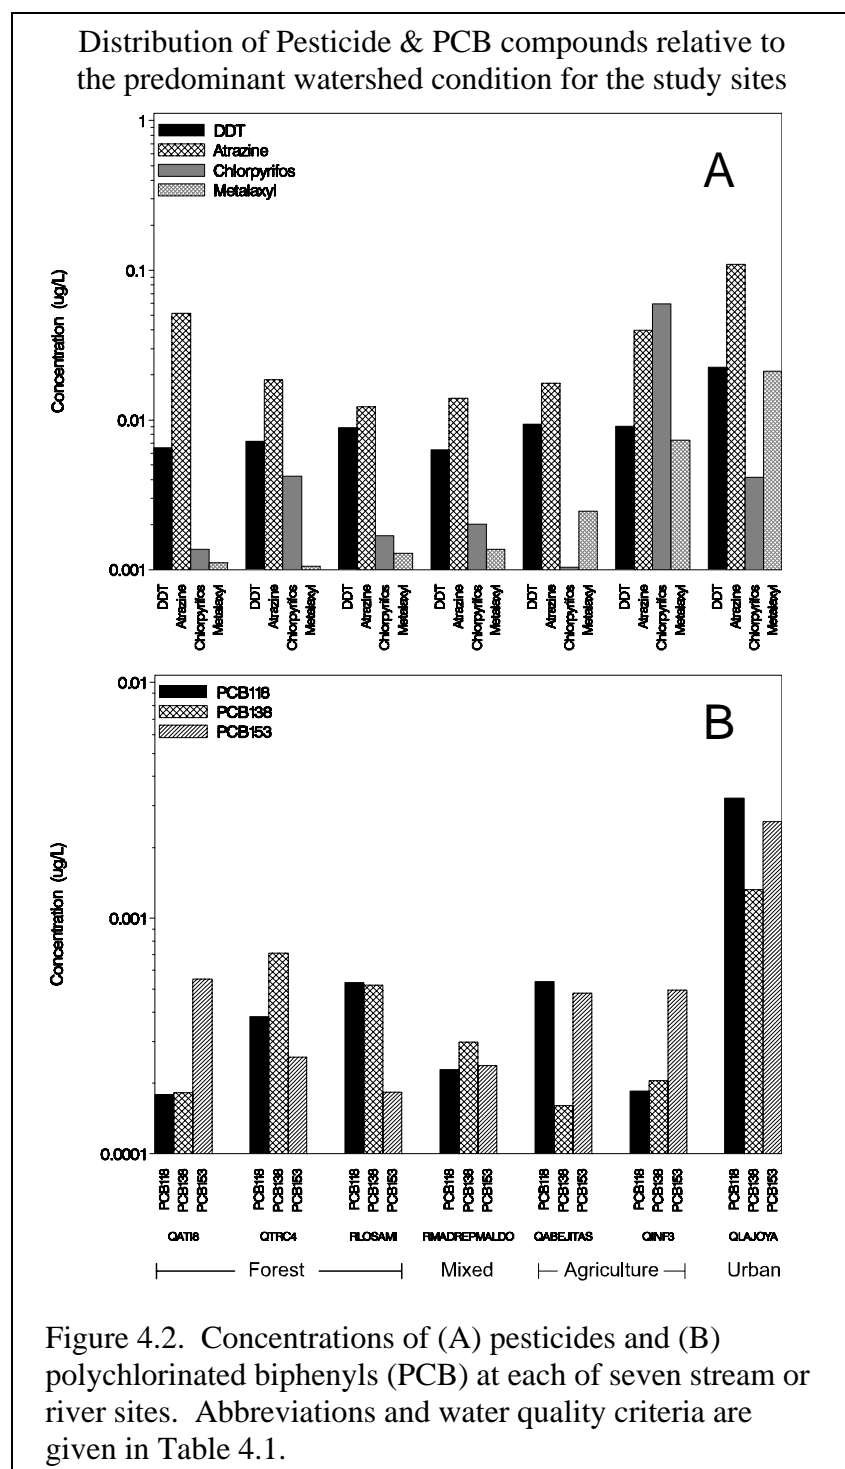 Distribution of Pesticide & PCB compounds relative to
the predominant watershed condition for the study sites
1
0.1
0.01
0.001
Concentration (ug/L)
DDT
Atrazine
Chlorpyrifos
Metalaxyl
A
DDT Atrazine Chlorpyrifos Metalaxyl DDT Atrazine Chlorpyrifos Metalaxyl DDT Atrazine Chlorpyrifos Metalaxyl DDT Atrazine Chlorpyrifos Metalaxyl DDT Atrazine Chlorpyrifos Metalaxyl DDT Atrazine Chlorpyrifos Metalaxyl DDT Atrazine Chlorpyrifos Metalaxyl
0.01
0.001
0.0001
Concentration (ug/L)
PCB118
PCB138
PCB153
B
PCB118 PCB138 PCB153 PCB118 PCB138 PCB153 PCB118 PCB138 PCB153 PCB118 PCB138 PCB153 PCB118 PCB138 PCB153 PCB118 PCB138 PCB153 PCB118 PCB138 PCB153
QATI8 QTRC4 RLOSAMI RMADREPMALDO QABEJITAS QIINF3 QLAJOYA
Forest Mixed Agriculture Urban
Figure 4.2. Concentrations of (A) pesticides and (B)
polychlorinated biphenyls (PCB) at each of seven stream or
river sites. Abbreviations and water quality criteria are
given in Table 4.1.